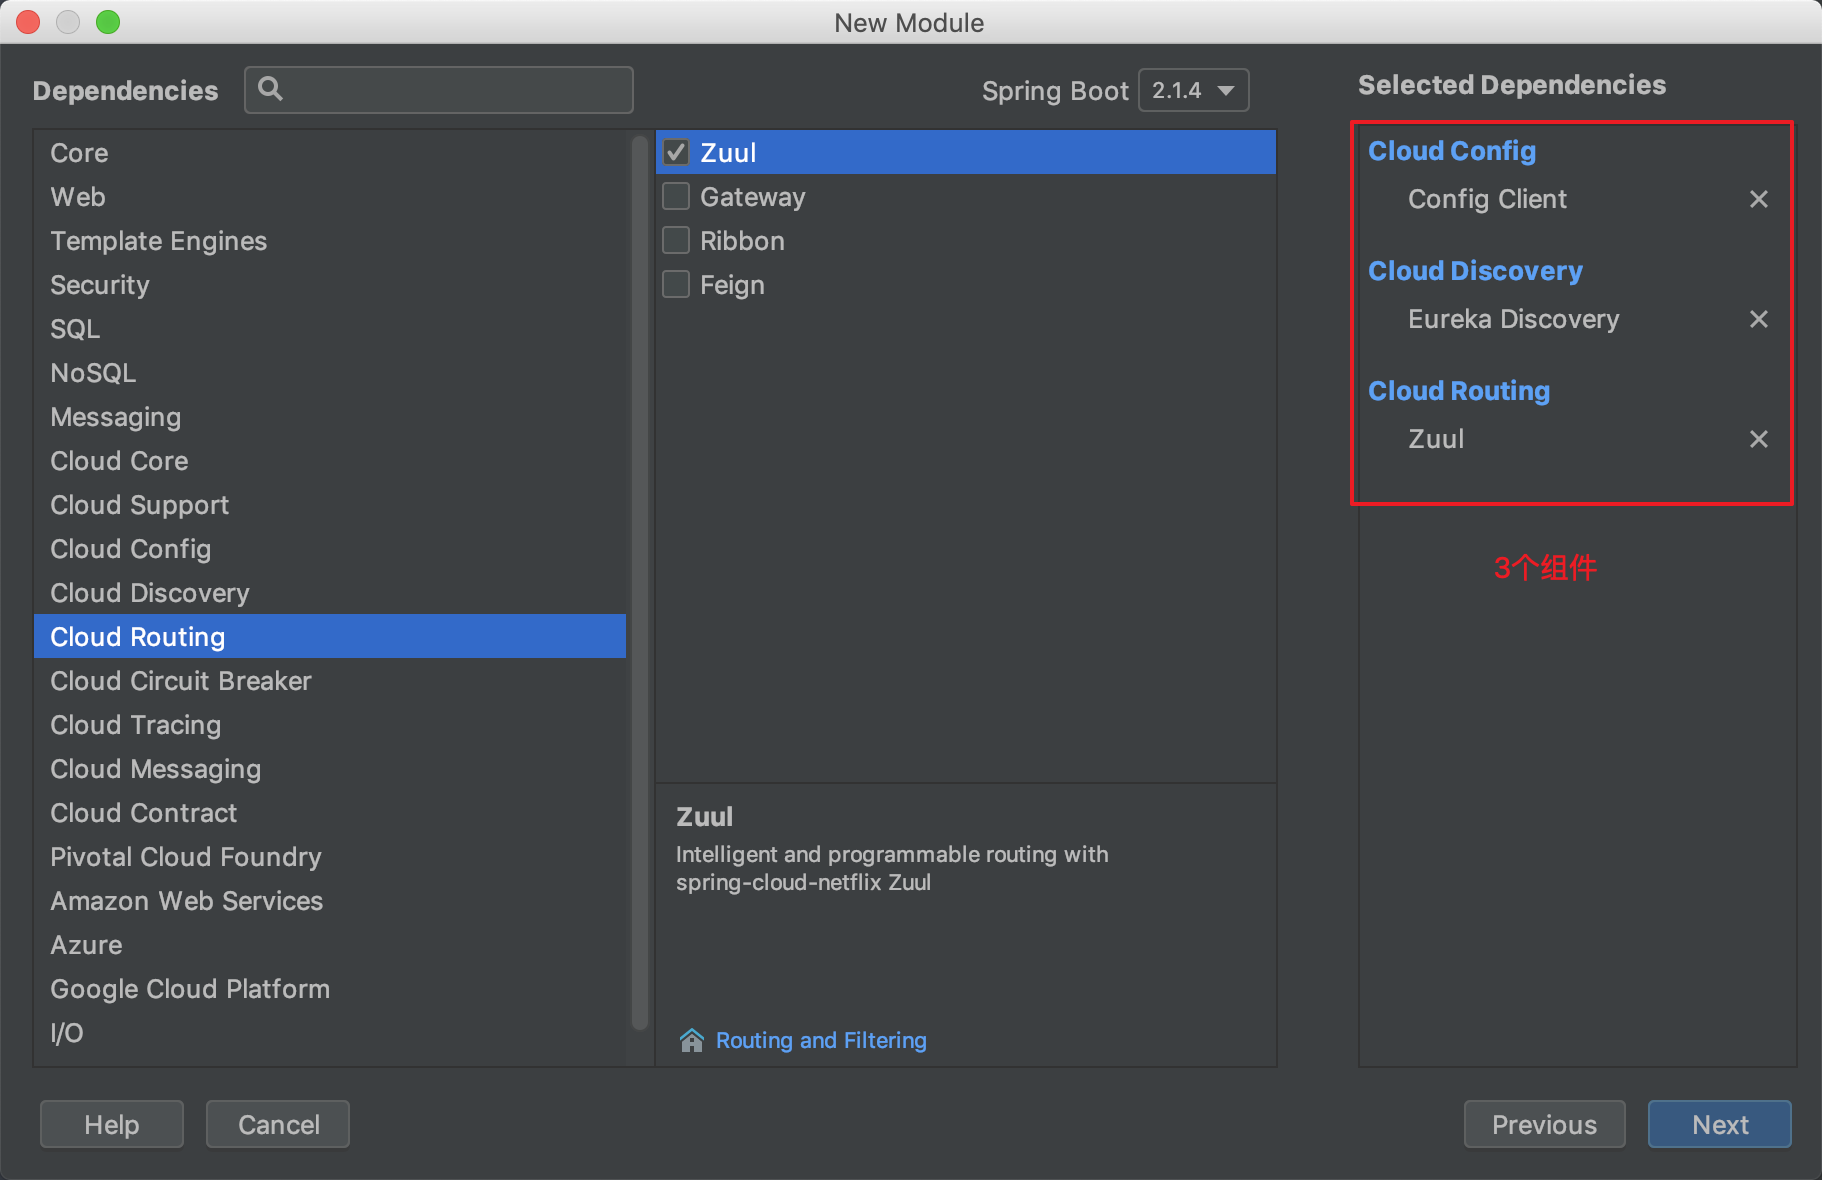 New Module
Dependencies
Spring Boot 2.1.4
Selected Dependencies
Core
Web
Template Engines
Security
SQL
NoSQL
Messaging
Cloud Core
Cloud Support
Cloud Config
Cloud Discovery
Cloud Routing
Cloud Circuit Breaker
Cloud Tracing
Cloud Messaging
Cloud Contract
Pivotal Cloud Foundry
Amazon Web Services
Azure
Google Cloud Platform
I/O
Zuul
Gateway
Ribbon
Feign
Zuul
Intelligent and programmable routing with
spring-cloud-netflix Zuul
Routing and Filtering
Cloud Config
Config Client
Cloud Discovery
Eureka Discovery
Cloud Routing
Zuul
3个组件
Help
Cancel
Previous
Next